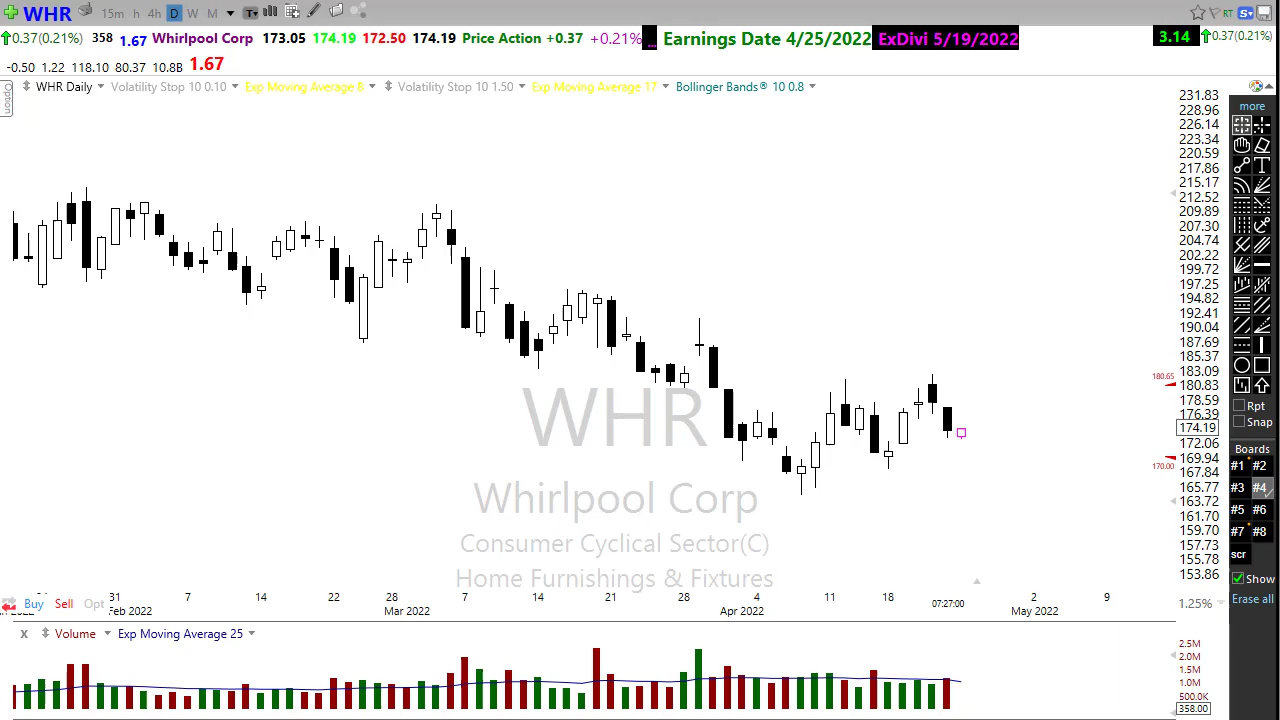 WHR 15m h 4h D W M T RT S
0.37(0.21%) 358 1.67 Whirlpool Corp 173.05 174.19 172.50 174.19 Price Action +0.37 +0.21% ... Earnings Date 4/25/2022 ExDivi 5/19/2022 3.14 0.37(0.21%)
-0.50 1.22 118.10 80.37 10.8B 1.67
Option
WHR Daily Volatility Stop 10 0.10 Exp Moving Average 8 Volatility Stop 10 1.50 Exp Moving Average 17 Bollinger Bands® 10 0.8
231.83
228.96
226.14
223.34
220.59
217.86
215.17
212.52
209.89
207.30
204.74
202.22
199.72
197.25
194.82
192.41
190.04
187.69
185.37
183.09
180.83
178.59
176.39
174.19
172.06
169.94
167.84
165.77
163.72
161.70
159.70
157.73
155.78
153.86
180.65
170.00
WHR
Whirlpool Corp
Consumer Cyclical Sector(C)
Home Furnishings & Fixtures
31 7 14 22 28 7 14 21 28 4 11 18 07:27:00 2 9
Feb 2022 Mar 2022 Apr 2022 May 2022
Buy Sell Opt
1.25%
x Volume Exp Moving Average 25
2.5M
2.0M
1.5M
1.0M
500.0K
358.00
more
T
Rpt
Snap
Boards
#1 #2
#3 #4
#5 #6
#7 #8
scr
Show
Erase all